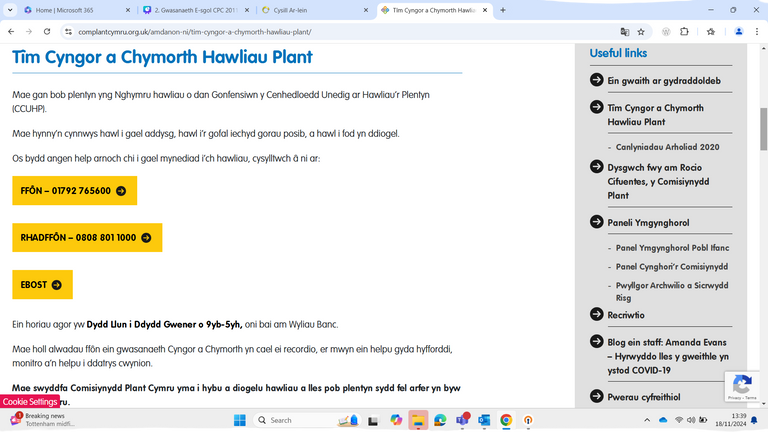 Home | Microsoft 365
2. Gwasanaeth E-sgol CPC 201
Cysill Ar-lein
Tîm Cyngor a Chymorth Hawlia
complantcymru.org.uk/amdanon-ni/tim-cyngor-a-chymorth-hawliau-plant/
Tîm Cyngor a Chymorth Hawliau Plant
Mae gan bob plentyn yng Nghymru hawliau o dan Gonfensiwn y Cenhedloedd Unedig ar Hawliau'r Plentyn
(CCUHP).
Mae hynny'n cynnwys hawl i gael addysg, hawl i'r gofal iechyd gorau posib, a hawl i fod yn ddiogel.
Os bydd angen help arnoch chi i gael mynediad i'ch hawliau, cysylltwch â ni ar:
FFÔN – 01792 765600
RHADFFÔN – 0808 801 1000
EBOST
Ein horiau agor yw Dydd Llun i Ddydd Gwener o 9yb-5yh, oni bai am Wyliau Banc.
Mae holl alwadau ffôn ein gwasanaeth Cyngor a Chymorth yn cael ei recordio, er mwyn ein helpu gyda hyfforddi,
monitro a'n helpu i ddatrys cwynion.
Mae swyddfa Comisiynydd Plant Cymru yma i hybu a diogelu hawliau a lles pob plentyn sydd fel arfer yn byw
ru.
Cookie Settings
Useful links
Ein gwaith ar gydraddoldeb
Tîm Cyngor a Chymorth
Hawliau Plant
- Canlyniadau Arholiad 2020
Dysgwch fwy am Rocio
Cifuentes, y Comisiynydd
Plant
Paneli Ymgynghorol
- Panel Ymgynghorol Pobl Ifanc
- Panel Cynghori'r Comisiynydd
- Pwyllgor Archwilio a Sicrwydd
Risg
Recriwtio
Blog ein staff: Amanda Evans
– Hyrwyddo lles y gweithle yn
ystod COVID-19
Pwerau cyfreithiol
Privacy - Terms
Breaking news
Tottenham midfi...
Search
13:39
18/11/2024